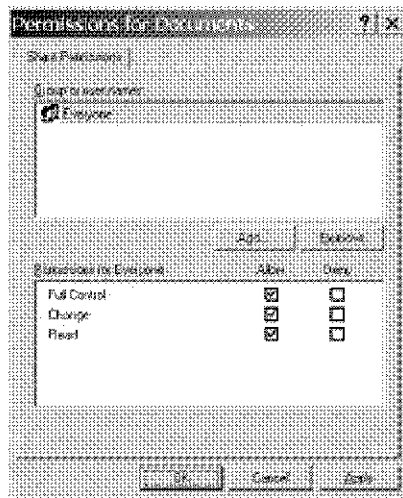 Permissions for Documents
Share Permissions
Group or user names:
Everyone
Add... Remove
Permissions for Everyone Allow Deny
Full Control
Change
Read
OK Cancel Apply